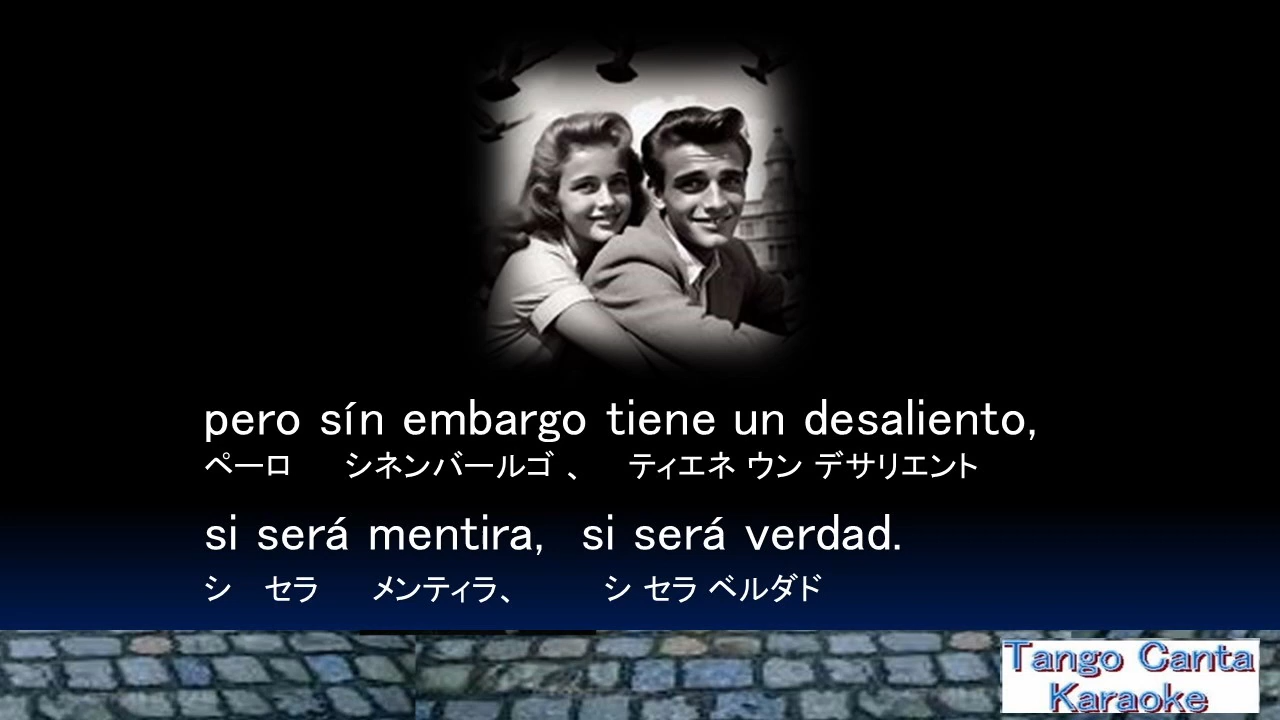 pero sín embargo tiene un desaliento,
ペーロ シネンバールゴ 、 ティエネ ウン デサリエント
si será mentira, si será verdad.
シ セラ メンティラ、 シ セラ ベルダド
Tango Canta
Karaoke